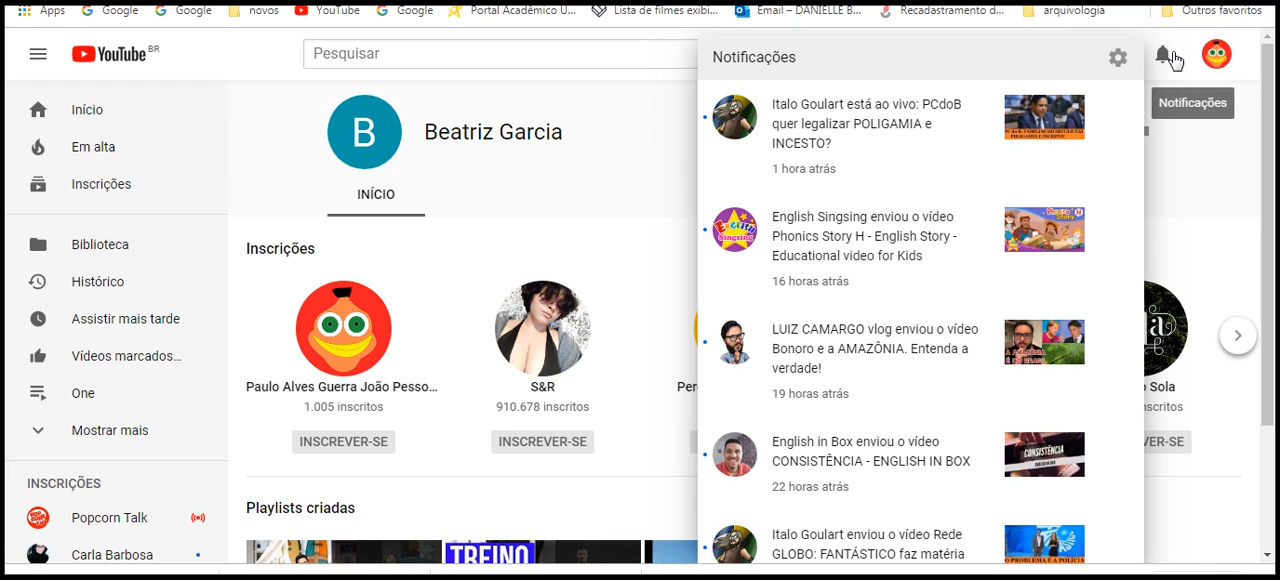 Apps Google Google novos YouTube Google Portal Acadêmico U... Lista de filmes exibi... Email – DANIELLE B... Recadastramento d... arquivologia Outros favoritos
YouTube BR
Pesquisar
Notificações
Notificações
Início
Em alta
Inscrições
Biblioteca
Histórico
Assistir mais tarde
Vídeos marcados...
One
Mostrar mais
INSCRIÇÕES
Popcorn Talk
Carla Barbosa
B
Beatriz Garcia
INÍCIO
Inscrições
Paulo Alves Guerra João Pesso...
1.005 inscritos
INSCREVER-SE
S&R
910.678 inscritos
INSCREVER-SE
Sola
INSCRITOS
Playlists criadas
TREINO
Italo Goulart está ao vivo: PCdoB
quer legalizar POLIGAMIA e
INCESTO?
1 hora atrás
English Singsing enviou o vídeo
Phonics Story H - English Story -
Educational video for Kids
16 horas atrás
LUIZ CAMARGO vlog enviou o vídeo
Bonoro e a AMAZÔNIA. Entenda a
verdade!
19 horas atrás
English in Box enviou o vídeo
CONSISTÊNCIA - ENGLISH IN BOX
22 horas atrás
CONSISTÊNCIA
Italo Goulart enviou o vídeo Rede
GLOBO: FANTÁSTICO faz matéria
O PROBLEMA É A POLÍCIA